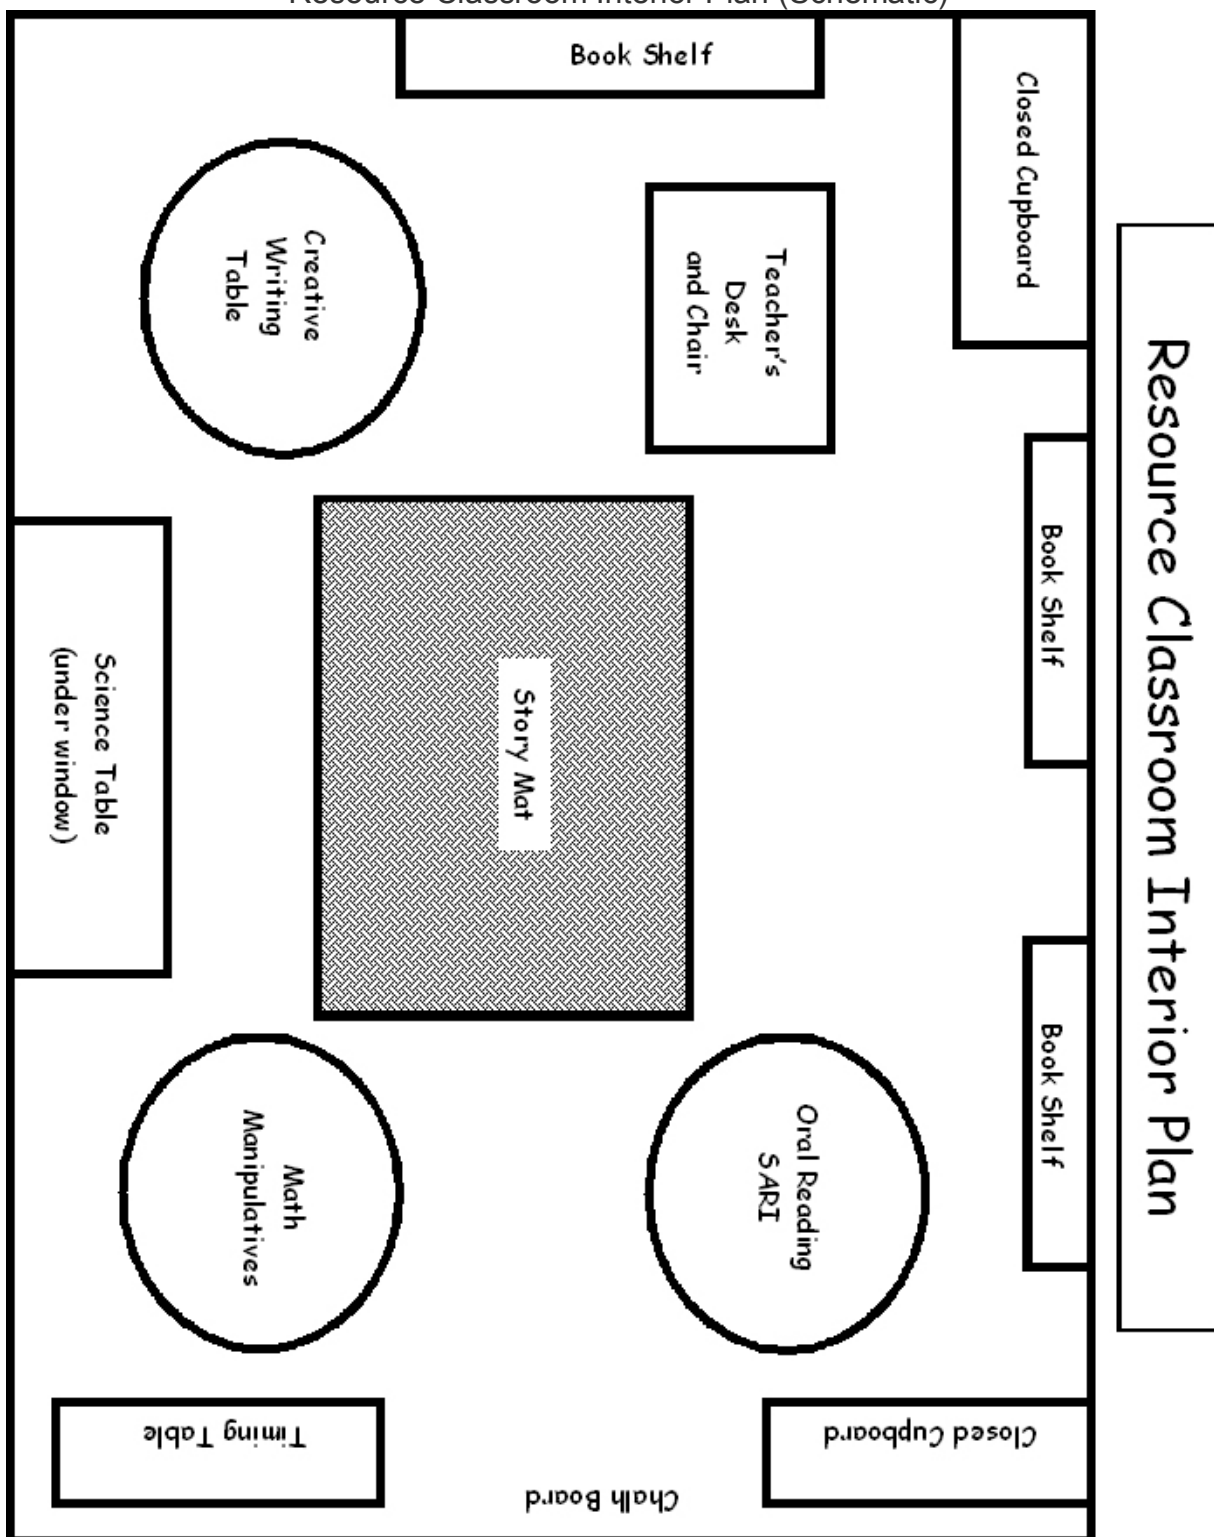 Resource Classroom Interior Plan (Schematic)
Resource Classroom Interior Plan
Book Shelf
Closed Cupboard
Creative
Writing
Table
Teacher's
Desk
and Chair
Book Shelf
Story Mat
Science Table
(under window)
Book Shelf
Math
Manipulatives
Oral Reading
SARI
Timing Table
Closed Cupboard
Chalh Board